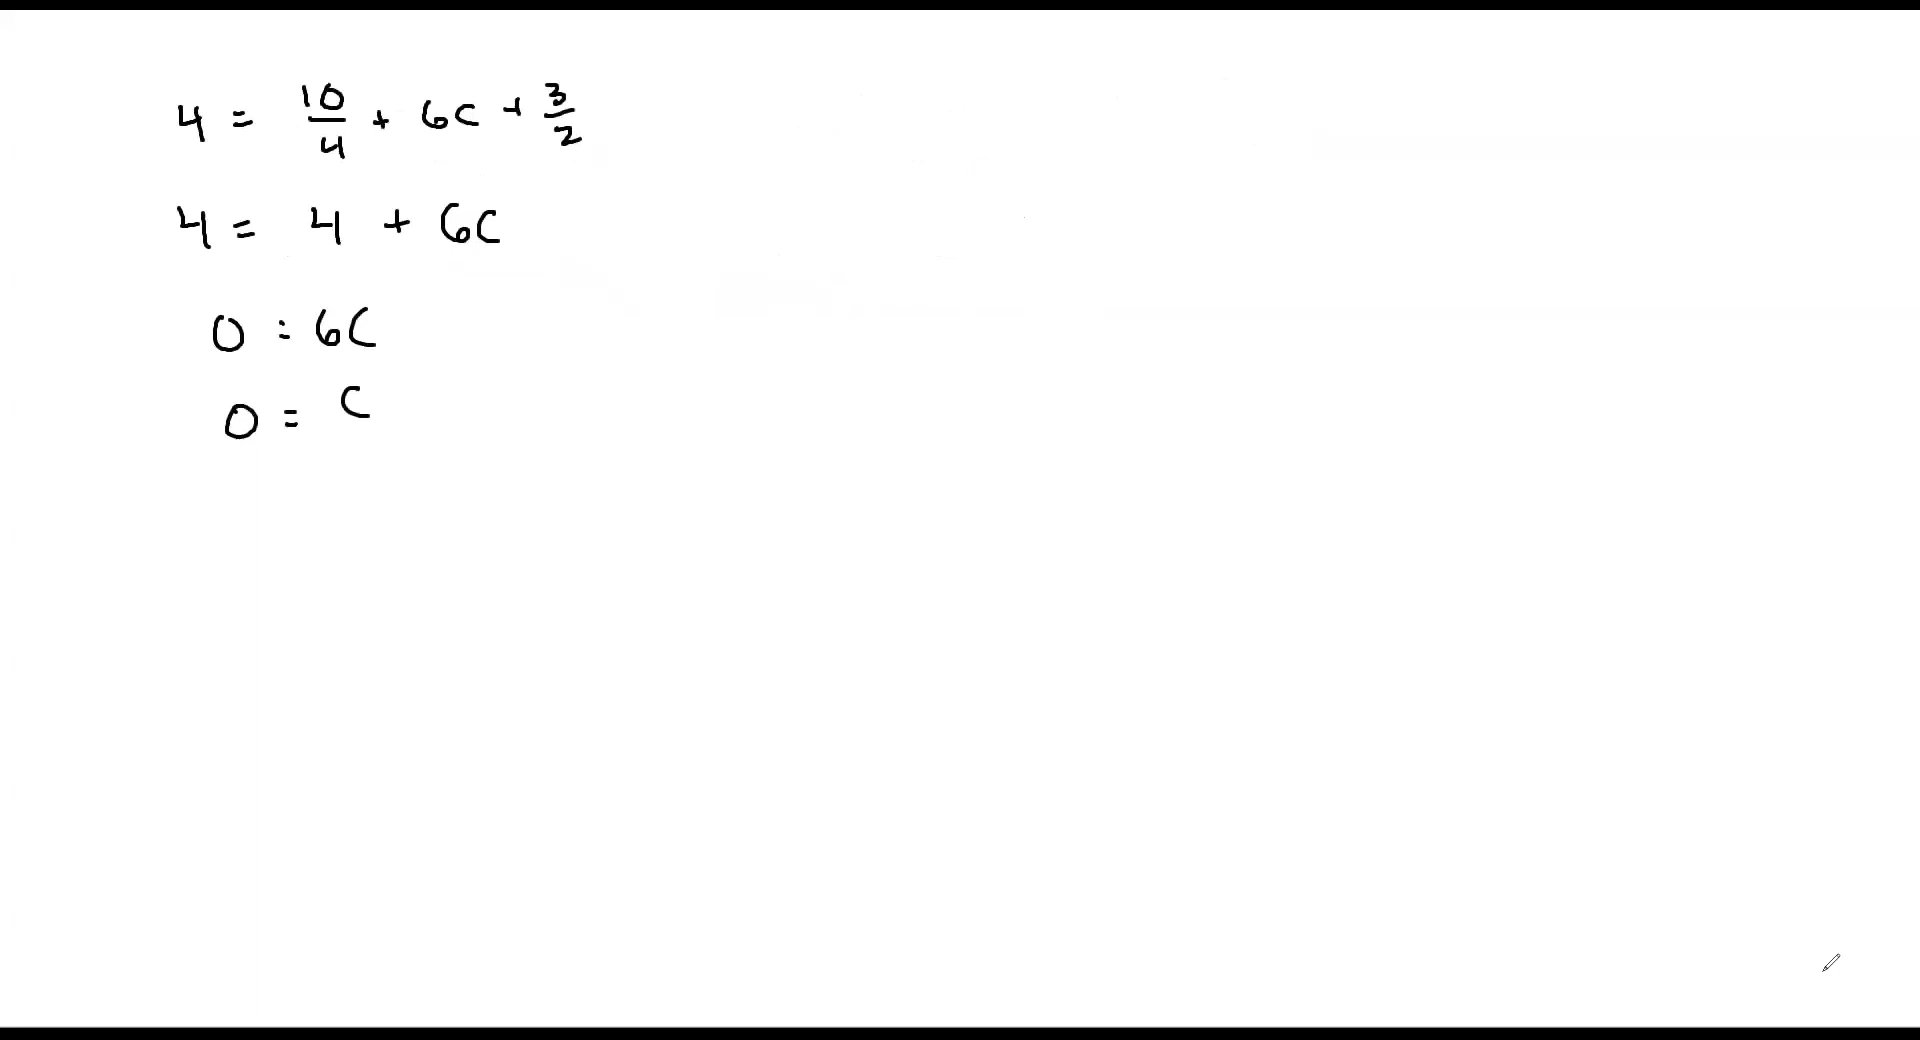 4 = 10/4 + 6C + 3/2
4 = 4 + 6C
0 = 6C
0 = C